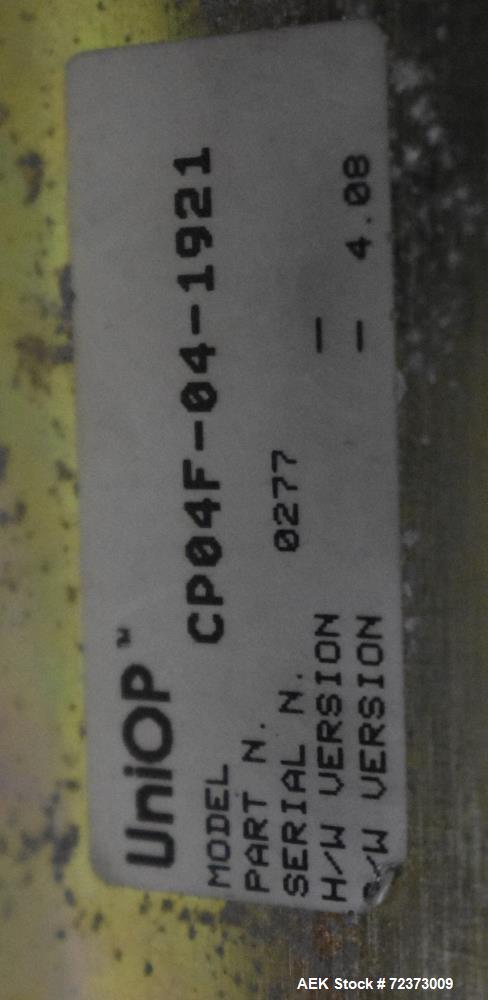 UniOP™
MODEL CP04F-04-1921
PART N.
SERIAL N. 0277
H/W VERSION –
S/W VERSION – 4.08
AEK Stock # 72373009